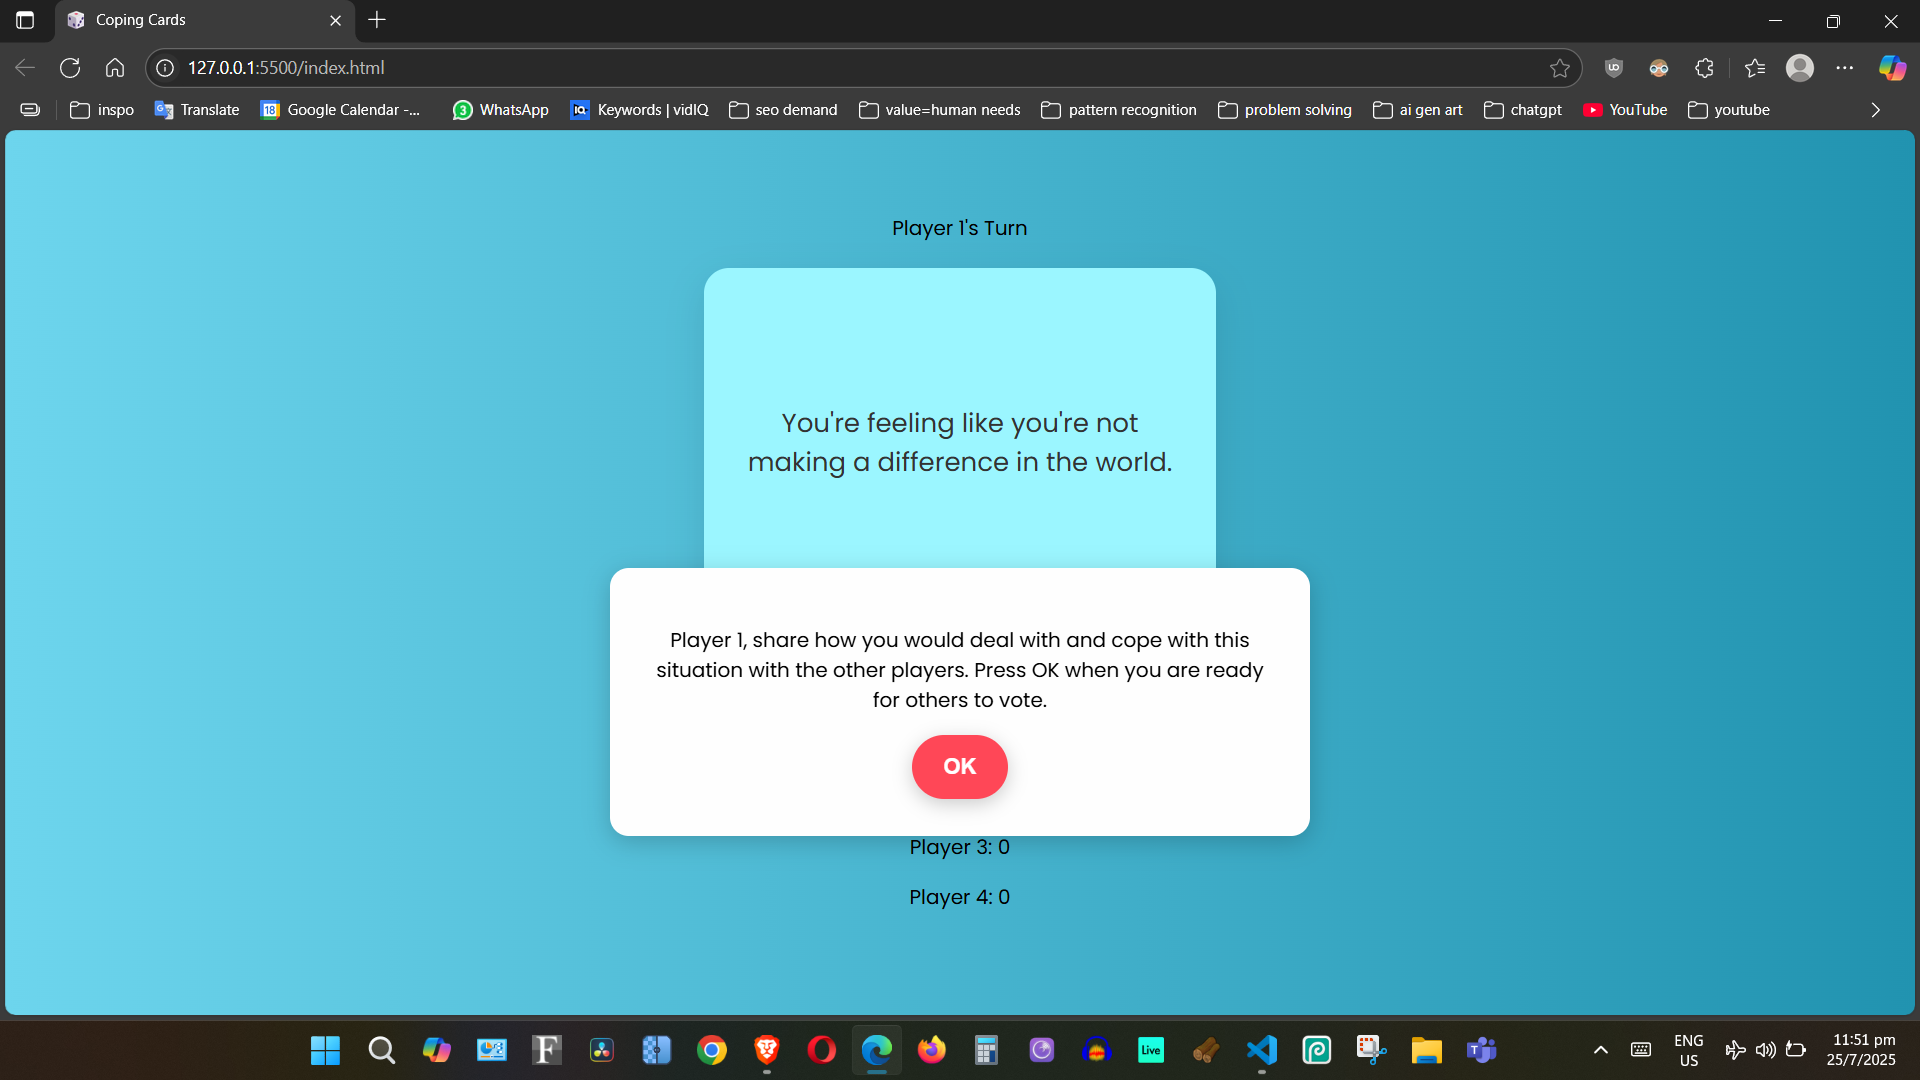 Coping Cards
127.0.0.1:5500/index.html
inspo
Translate
18
Google Calendar -...
3
WhatsApp
Keywords | vidIQ
seo demand
value=human needs
pattern recognition
problem solving
ai gen art
chatgpt
YouTube
youtube
Player 1's Turn
You're feeling like you're not
making a difference in the world.
Player 1, share how you would deal with and cope with this
situation with the other players. Press OK when you are ready
for others to vote.
OK
Player 3: 0
Player 4: 0
F
Live
T
ENG
US
11:51 pm
25/7/2025